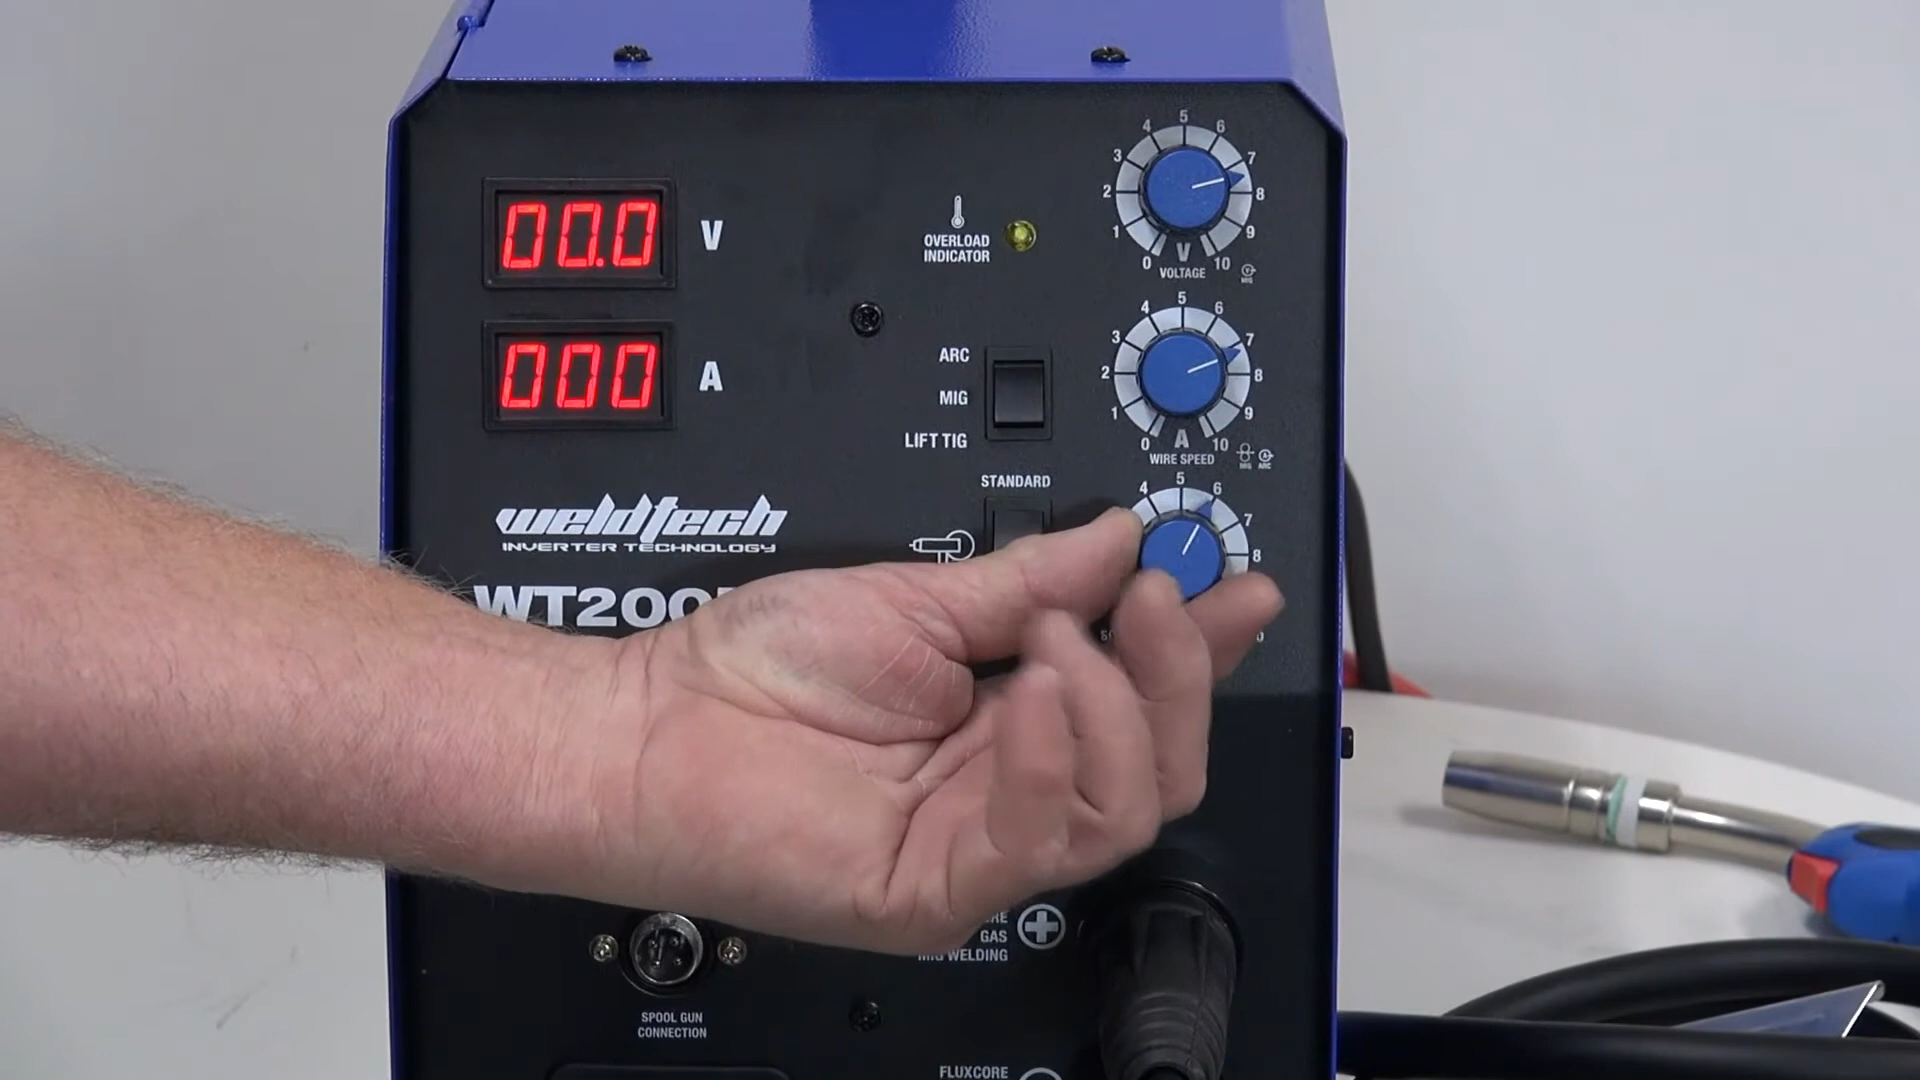 00.0 V
000 A
OVERLOAD
INDICATOR
0 1 2 3 4 5 6 7 8 9 10
V
VOLTAGE
MIG
ARC
MIG
LIFT TIG
0 1 2 3 4 5 6 7 8 9 10
A
WIRE SPEED
MIG ARC
STANDARD
4 5 6 7 8
weldtech
INVERTER TECHNOLOGY
WT200
GAS
MIG WELDING
SPOOL GUN
CONNECTION
FLUXCORE